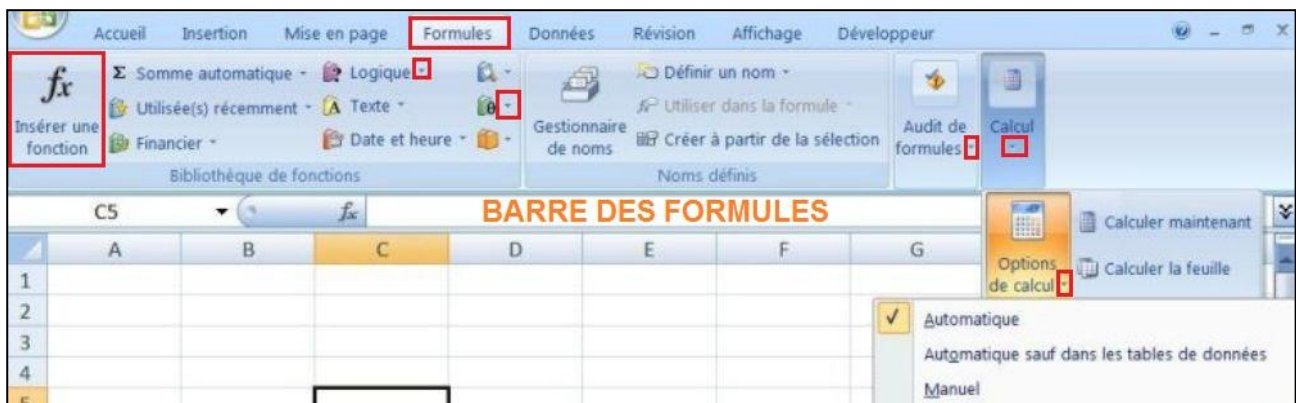 Accueil Insertion Mise en page Formules Données Révision Affichage Développeur
fx Insérer une fonction
Σ Somme automatique
Utilisée(s) récemment
Financier
Logique
A Texte
Date et heure
θ
Bibliothèque de fonctions
Gestionnaire de noms
Définir un nom
Utiliser dans la formule
Créer à partir de la sélection
Noms définis
Audit de formules
Calcul
C5 fx BARRE DES FORMULES
Options de calcul
Calculer maintenant
Calculer la feuille
A B C D E F G
1
2
3
4
5
Automatique
Automatique sauf dans les tables de données
Manuel